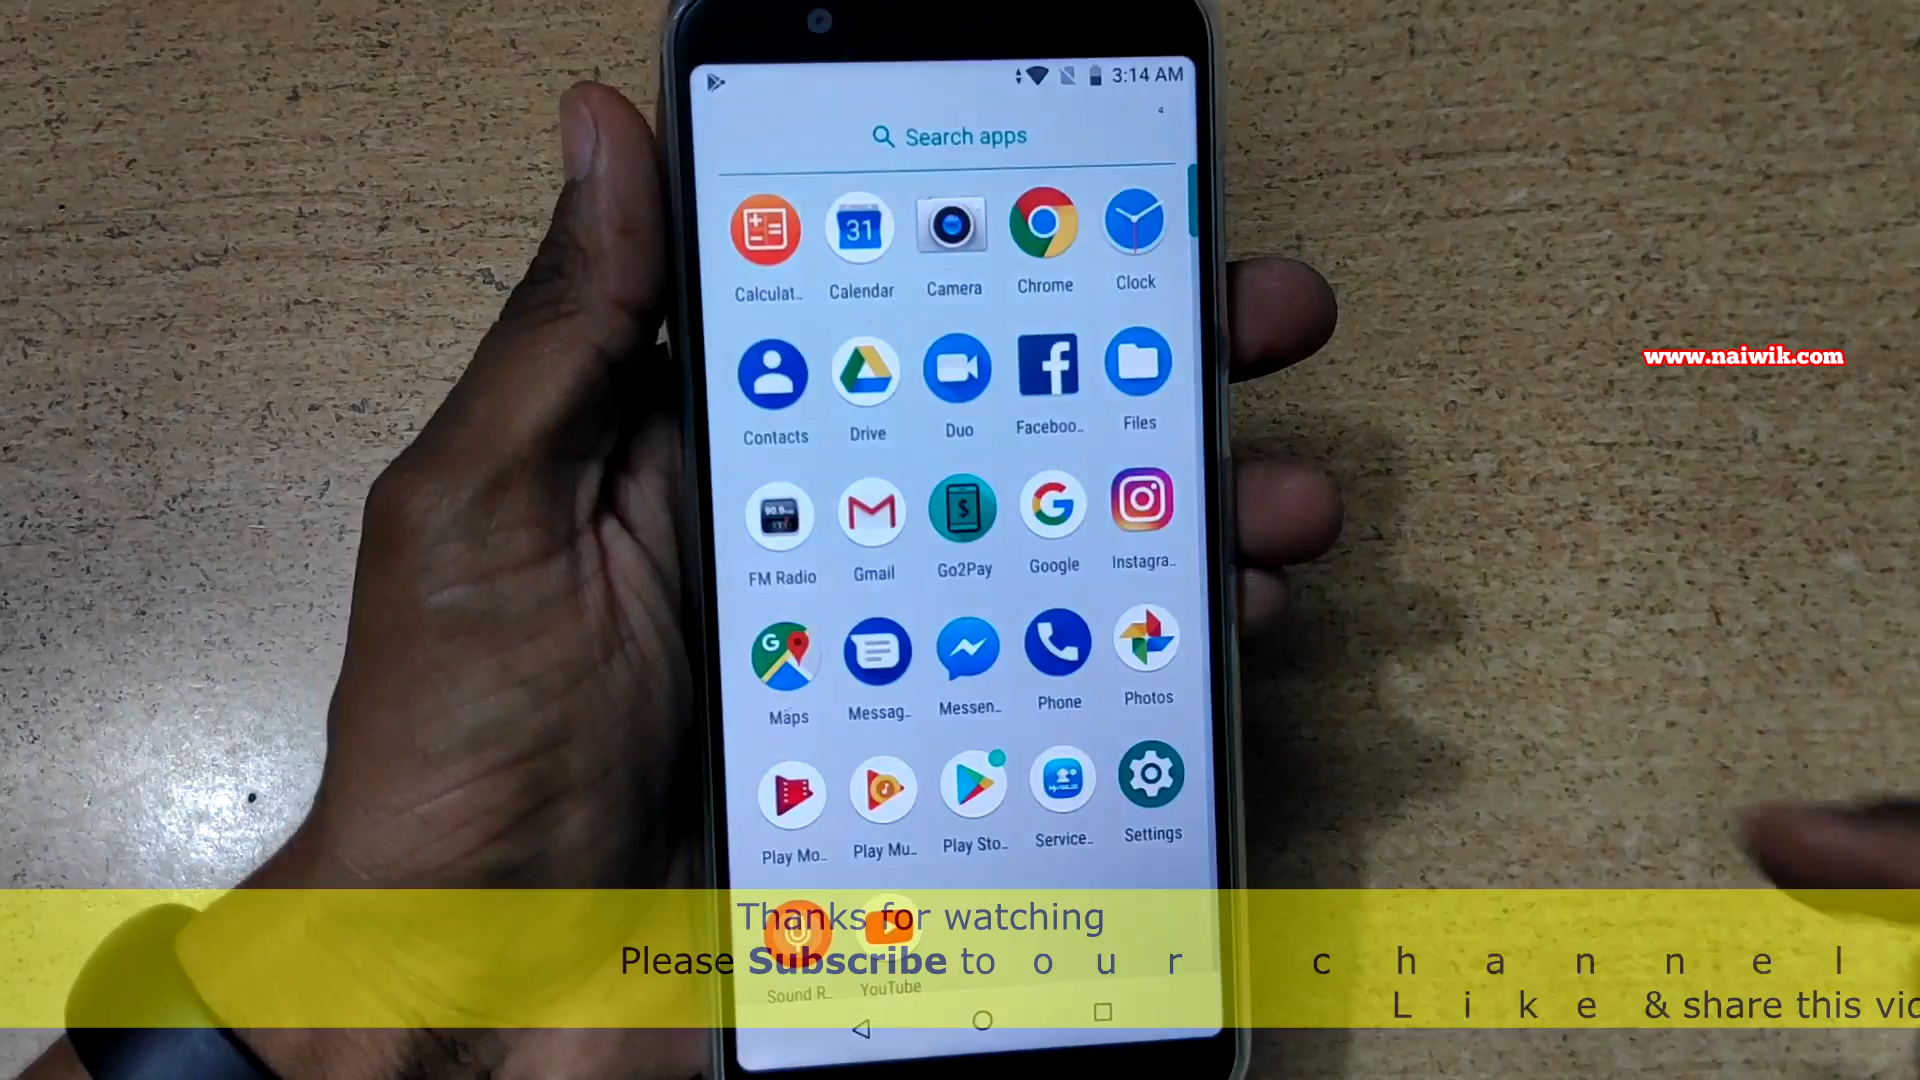 3:14 AM
Search apps
31
Calculat..
Calendar
Camera
Chrome
Clock
Contacts
Drive
Duo
Faceboo..
Files
FM Radio
Gmail
Go2Pay
Google
Instagra..
Maps
Messag..
Messen..
Phone
Photos
Play Mo..
Play Mu..
Play Sto..
Service..
Settings
Sound R..
YouTube
www.naiwik.com
Thanks for watching
Please Subscribe to our channel
Like & share this vid